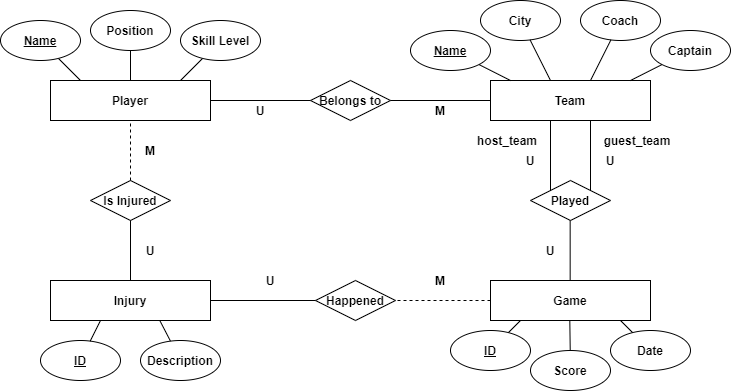 City
Coach
Name
Position
Skill Level
Name
Captain
Player
Belongs to
Team
U
M
host_team
guest_team
M
U
U
Is Injured
Played
U
U
U
M
Injury
Happened
Game
ID
Description
ID
Score
Date